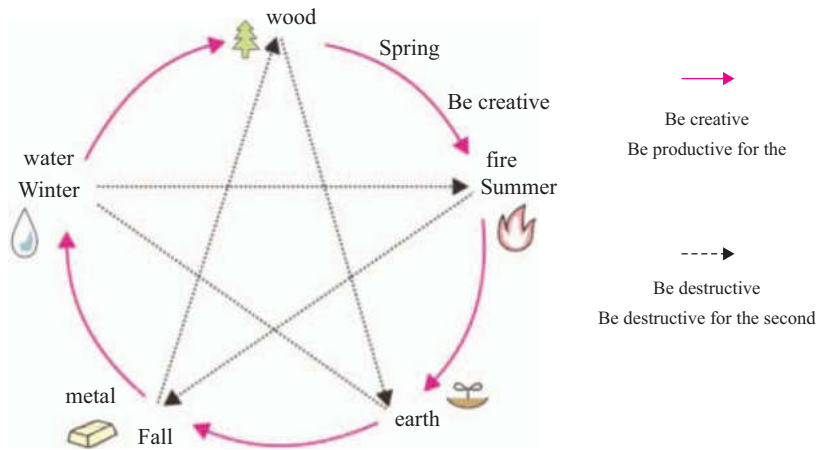 wood
Spring
Be creative
water
Winter
fire
Summer
metal
Fall
earth
Be creative
Be productive for the
Be destructive
Be destructive for the second